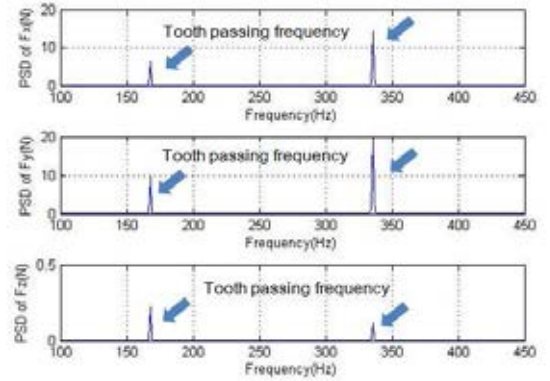 PSD of Fx(N)
20
10
0
Tooth passing frequency
100 150 200 250 300 350 400 450
Frequency(Hz)
PSD of Fy(N)
20
10
0
Tooth passing frequency
100 150 200 250 300 350 400 450
Frequency(Hz)
PSD of Fz(N)
0.5
0
Tooth passing frequency
100 150 200 250 300 350 400 450
Frequency(Hz)